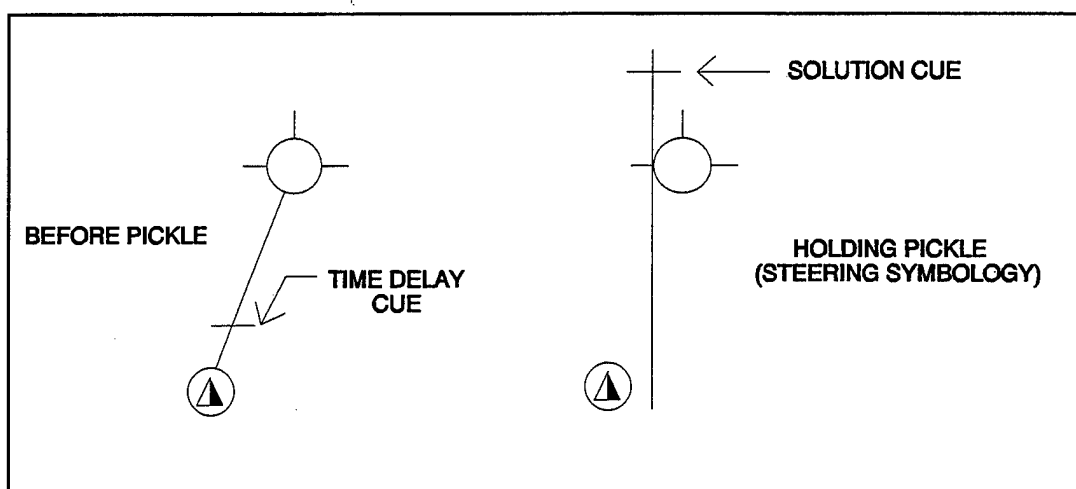 SOLUTION CUE
BEFORE PICKLE
TIME DELAY
CUE
HOLDING PICKLE
(STEERING SYMBOLOGY)